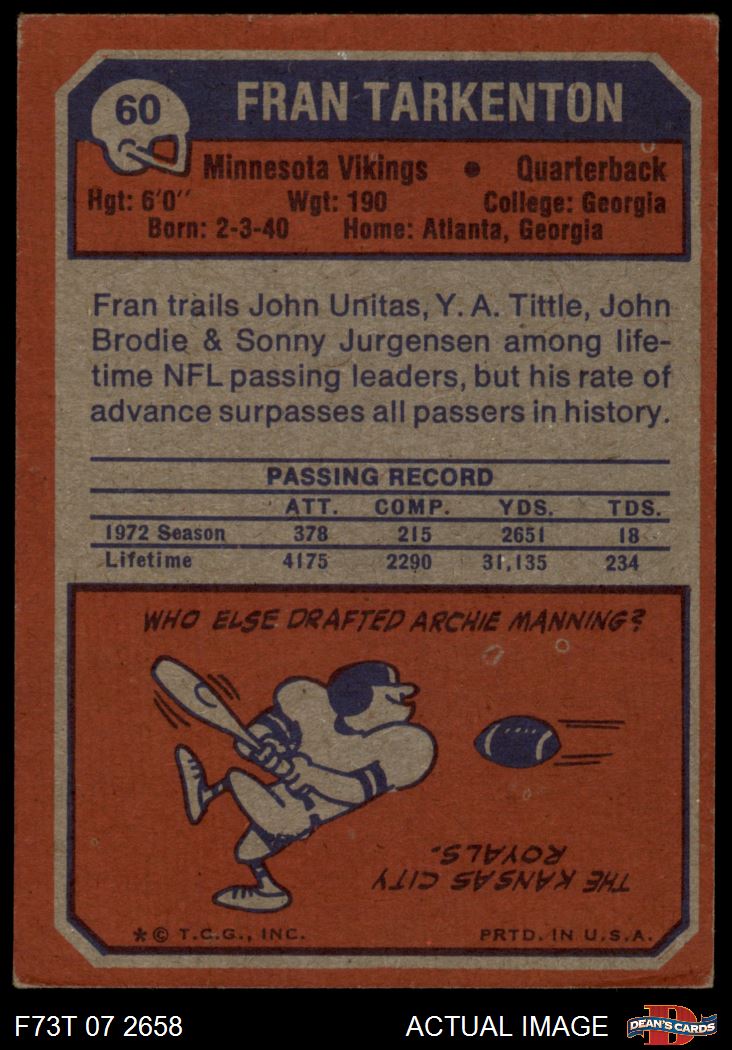 60
FRAN TARKENTON
Minnesota Vikings • Quarterback
Hgt: 6'0'' Wgt: 190 College: Georgia
Born: 2-3-40 Home: Atlanta, Georgia
Fran trails John Unitas, Y. A. Tittle, John
Brodie & Sonny Jurgensen among life-
time NFL passing leaders, but his rate of
advance surpasses all passers in history.
PASSING RECORD
ATT. COMP. YDS. TDS.
1972 Season 378 215 2651 18
Lifetime 4175 2290 31,135 234
WHO ELSE DRAFTED ARCHIE MANNING?
THE KANSAS CITY
ROYALS.
* © T.C.G., INC. PRTD. IN U.S.A.
F73T 07 2658 ACTUAL IMAGE
D
DEAN'S CARDS